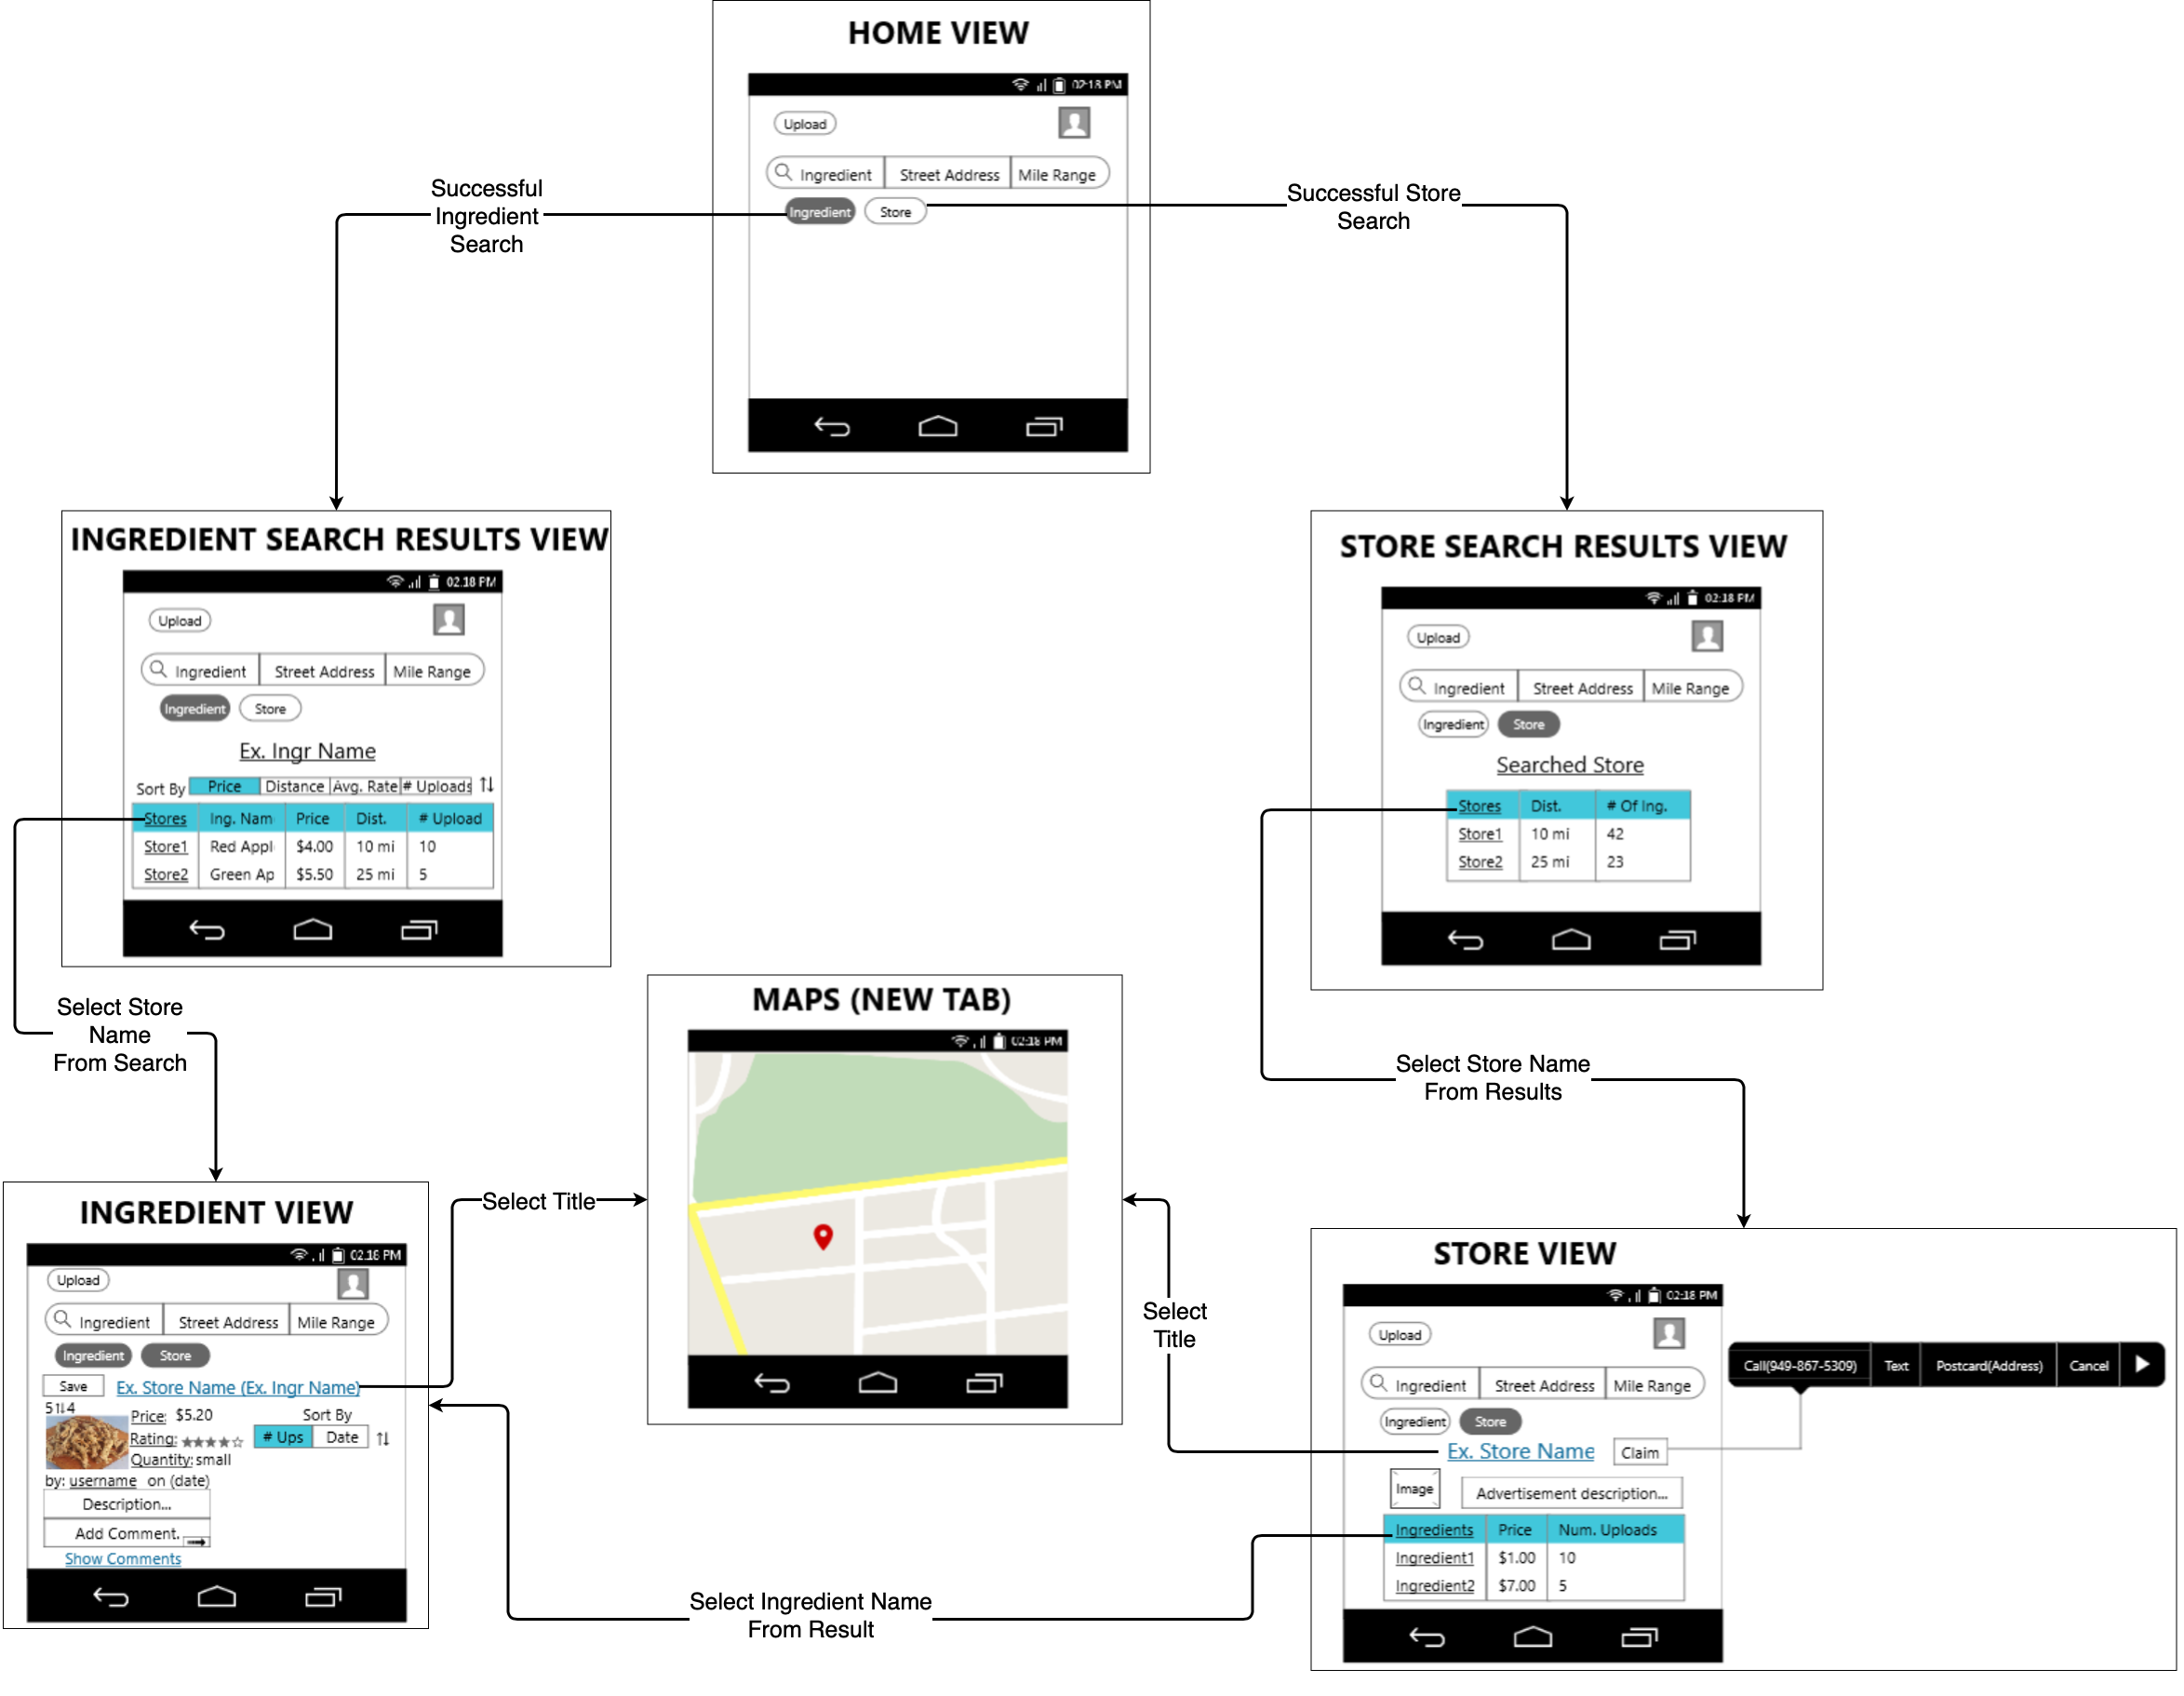 HOME VIEW
02:18 PM
Upload
Ingredient Street Address Mile Range
Ingredient Store
Successful
Ingredient
Search
Successful Store
Search
INGREDIENT SEARCH RESULTS VIEW
02:18 PM
Upload
Ingredient Street Address Mile Range
Ingredient Store
Ex. Ingr Name
Sort By Price Distance Avg. Rate # Uploads
Stores Ing. Nam Price Dist. # Upload
Store1 Red Appl $4.00 10 mi 10
Store2 Green Ap $5.50 25 mi 5
STORE SEARCH RESULTS VIEW
02:18 PM
Upload
Ingredient Street Address Mile Range
Ingredient Store
Searched Store
Stores Dist. # Of Ing.
Store1 10 mi 42
Store2 25 mi 23
Select Store
Name
From Search
MAPS (NEW TAB)
02:18 PM
Select Store Name
From Results
INGREDIENT VIEW
02:18 PM
Upload
Ingredient Street Address Mile Range
Ingredient Store
Save Ex. Store Name (Ex. Ingr Name)
5 4
Price: $5.20 Sort By
Rating: # Ups Date
Quantity: small
by: username on (date)
Description...
Add Comment.
Show Comments
Select Title
Select
Title
STORE VIEW
02:18 PM
Upload
Call(949-867-5309) Text Postcard(Address) Cancel
Ingredient Street Address Mile Range
Ingredient Store
Ex. Store Name Claim
Image Advertisement description...
Ingredients Price Num. Uploads
Ingredient1 $1.00 10
Ingredient2 $7.00 5
Select Ingredient Name
From Result